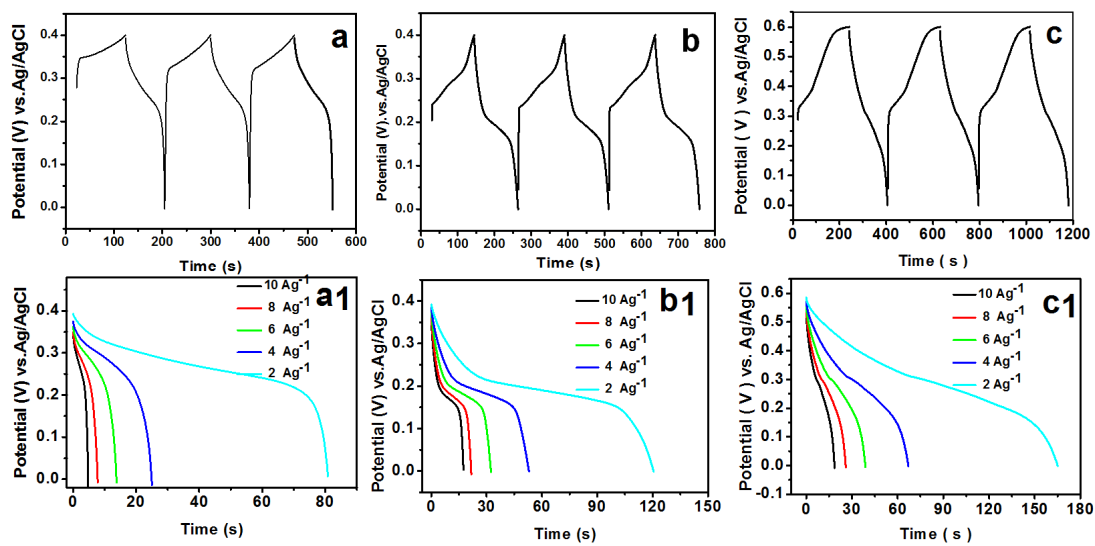 a
Potential (V) vs.Ag/AgCl
0.4
0.3
0.2
0.1
0.0
0 100 200 300 400 500 600
Time (s)
b
Potential (V).vs.Ag/AgCl
0.4
0.3
0.2
0.1
0.0
0 100 200 300 400 500 600 700 800
Time (s)
c
Potential ( V ) vs.Ag/AgCl
0.6
0.5
0.4
0.3
0.2
0.1
0.0
0 200 400 600 800 1000 1200
Time ( s )
a1
Potential (V) vs.Ag/AgCl
0.4
0.3
0.2
0.1
0.0
10 Ag-1
8 Ag-1
6 Ag-1
4 Ag-1
2 Ag-1
0 20 40 60 80
Time (s)
b1
Potential (V) vs.Ag/AgCl
0.4
0.3
0.2
0.1
0.0
10 Ag-1
8 Ag-1
6 Ag-1
4 Ag-1
2 Ag-1
0 30 60 90 120 150
Time (s)
c1
Potential ( V ) vs. Ag/AgCl
0.6
0.5
0.4
0.3
0.2
0.1
0.0
-0.1
10 Ag-1
8 Ag-1
6 Ag-1
4 Ag-1
2 Ag-1
0 30 60 90 120 150 180
Time ( s )